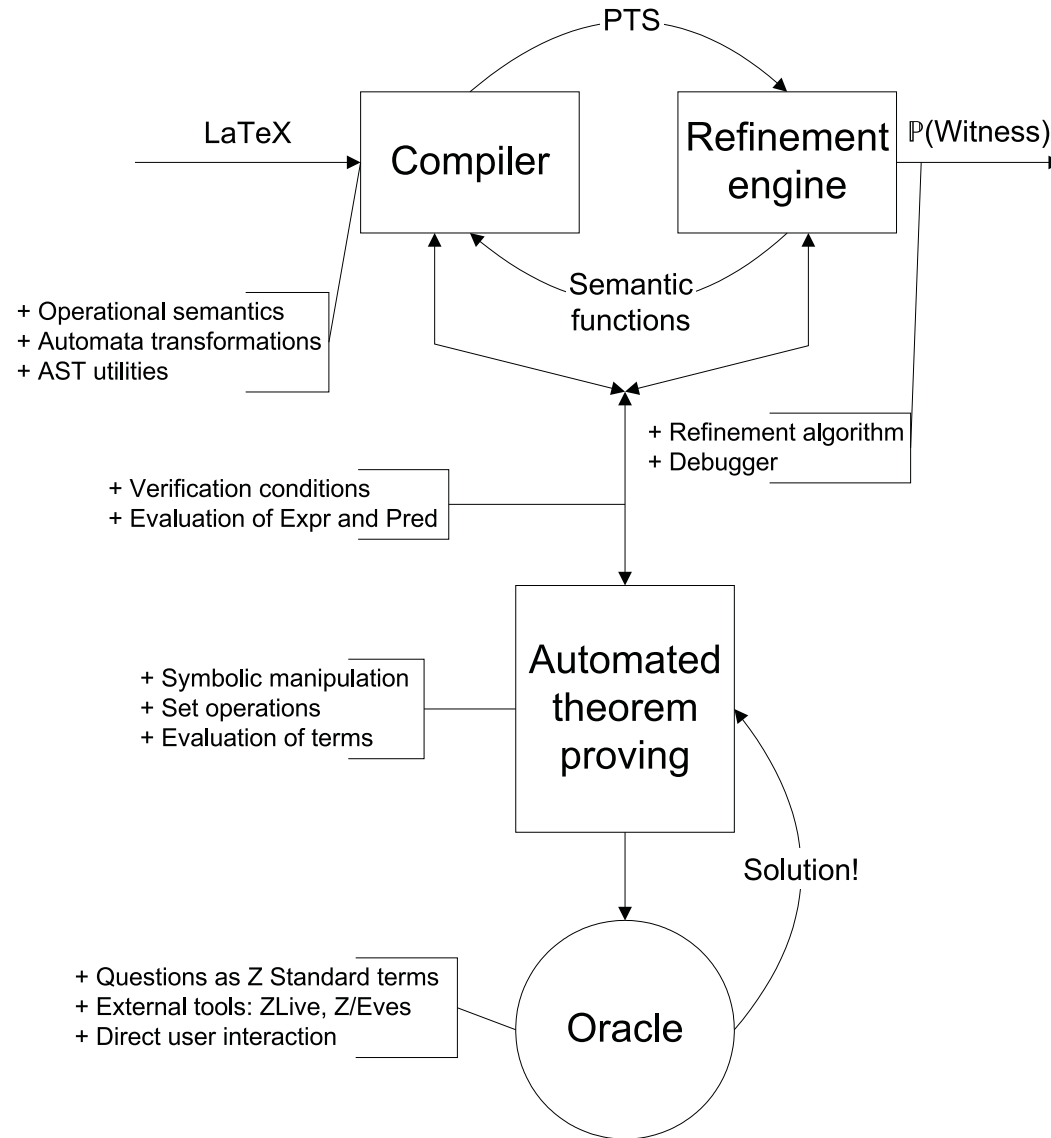 PTS
LaTeX
ℙ(Witness)
Compiler
Refinement
engine
Semantic
functions
+ Operational semantics
+ Automata transformations
+ AST utilities
+ Refinement algorithm
+ Debugger
+ Verification conditions
+ Evaluation of Expr and Pred
Automated
theorem
proving
+ Symbolic manipulation
+ Set operations
+ Evaluation of terms
Solution!
+ Questions as Z Standard terms
+ External tools: ZLive, Z/Eves
+ Direct user interaction
Oracle